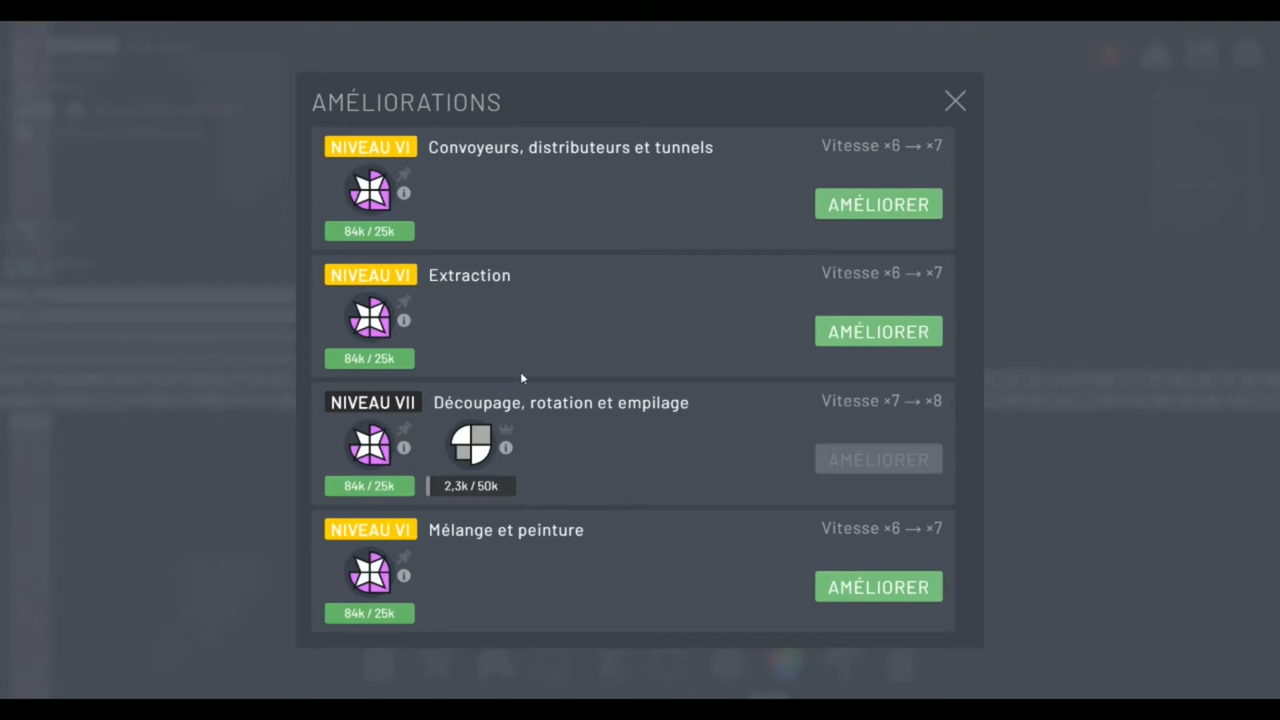 AMÉLIORATIONS
NIVEAU VI Convoyeurs, distributeurs et tunnels Vitesse ×6 → ×7
AMÉLIORER
84k / 25k
NIVEAU VI Extraction Vitesse ×6 → ×7
AMÉLIORER
84k / 25k
NIVEAU VII Découpage, rotation et empilage Vitesse ×7 → ×8
AMÉLIORER
84k / 25k 2,3k / 50k
NIVEAU VI Mélange et peinture Vitesse ×6 → ×7
AMÉLIORER
84k / 25k